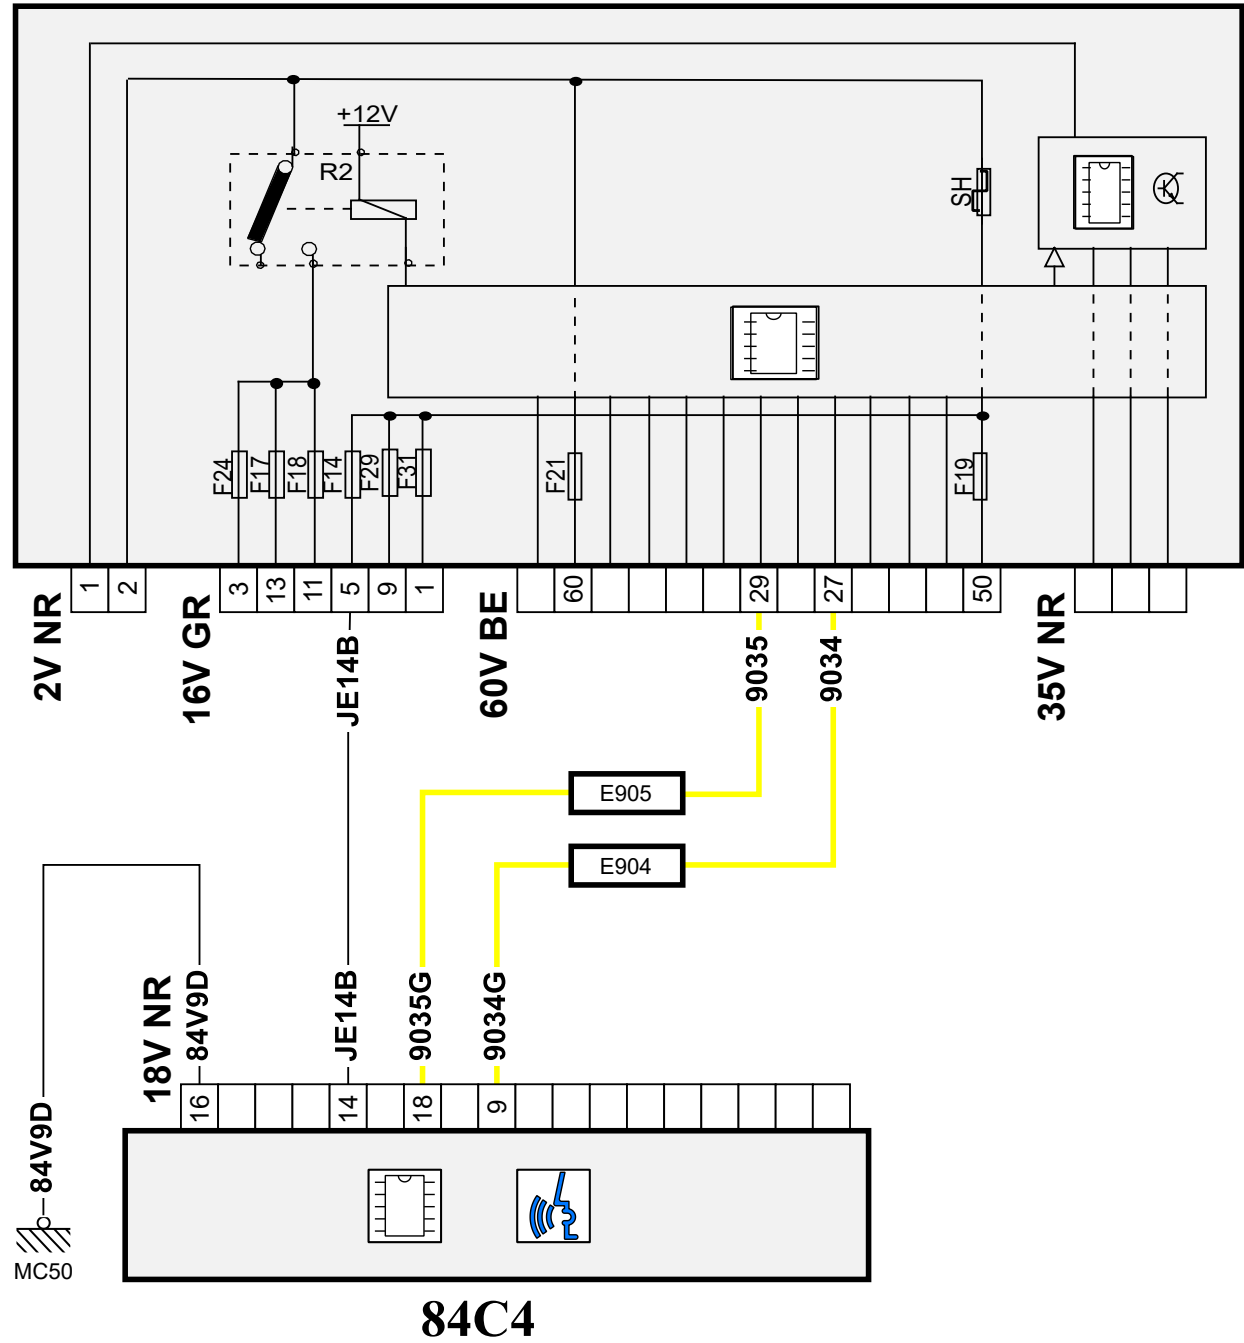 +12V
R2
SH
F24
F17
F18
F14
F29
F31
F21
F19
2V NR
1
2
16V GR
3
13
11
5
9
1
60V BE
60
29
27
50
35V NR
JE14B
9035
9034
E905
E904
18V NR
84V9D
JE14B
9035G
9034G
84V9D
16
14
18
9
MC50
84C4